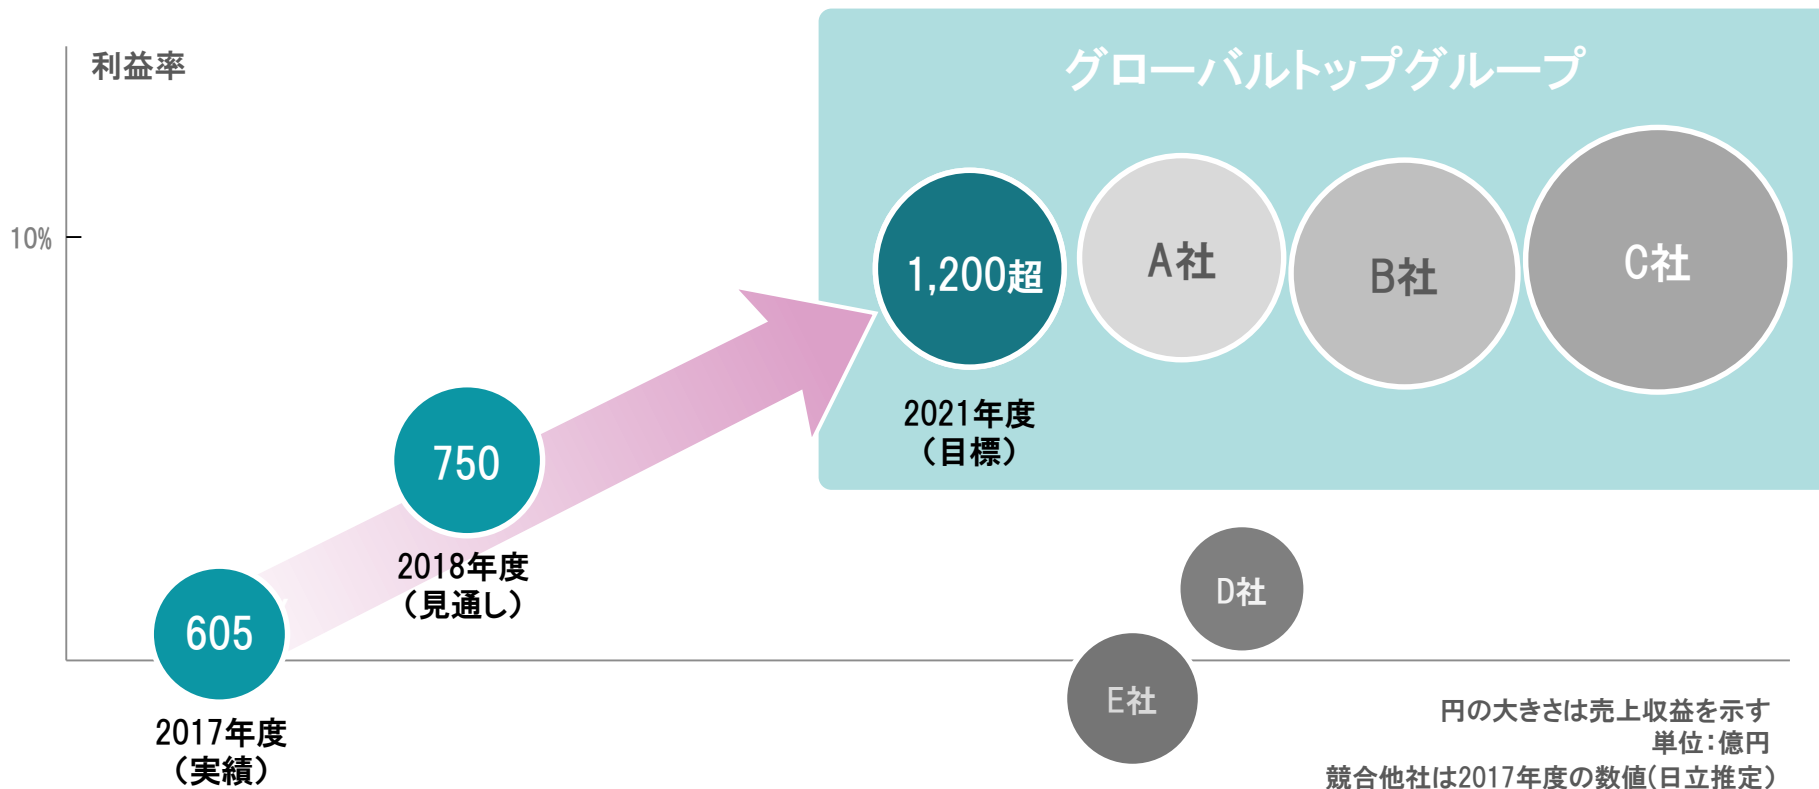 利益率
グローバルトップグループ
10%
1,200超
A社
B社
C社
2021年度
（目標）
750
2018年度
（見通し）
605
2017年度
（実績）
D社
E社
円の大きさは売上収益を示す
単位：億円
競合他社は2017年度の数値(日立推定)